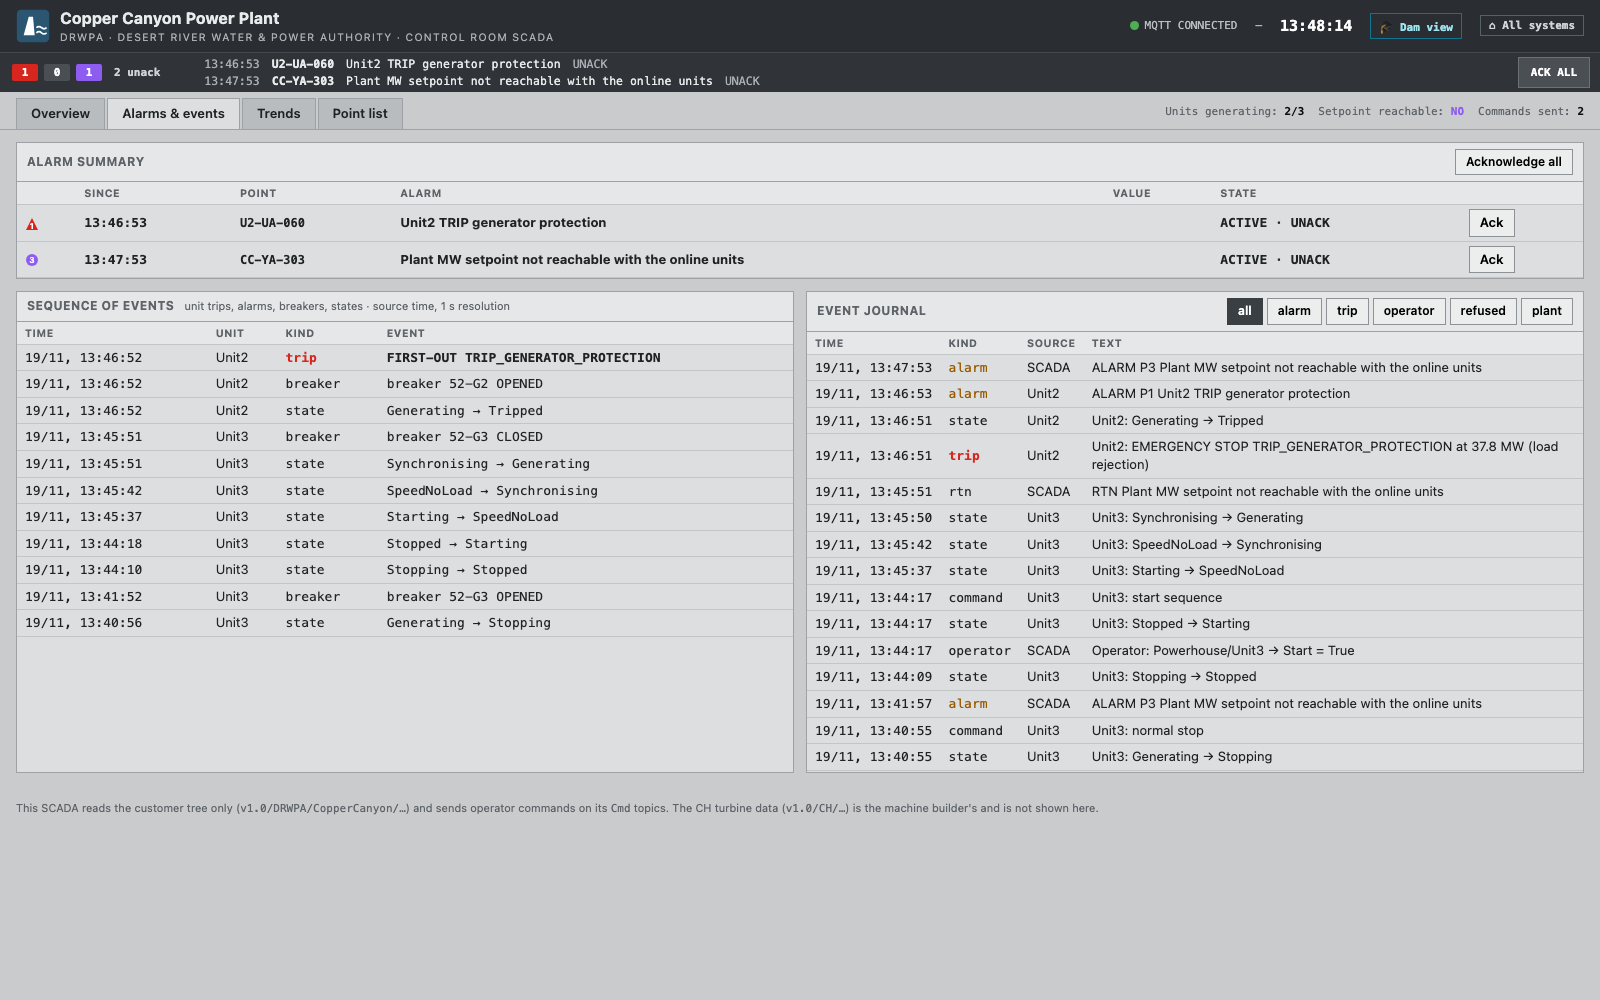 Copper Canyon Power Plant
DRWPA · DESERT RIVER WATER & POWER AUTHORITY · CONTROL ROOM SCADA
MQTT CONNECTED – 13:48:14 Dam view ⌂ All systems
1 0 1 2 unack
13:46:53 U2-UA-060 Unit2 TRIP generator protection UNACK
13:47:53 CC-YA-303 Plant MW setpoint not reachable with the online units UNACK
ACK ALL
Overview Alarms & events Trends Point list
Units generating: 2/3 Setpoint reachable: NO Commands sent: 2
ALARM SUMMARY Acknowledge all
SINCE POINT ALARM VALUE STATE
1 13:46:53 U2-UA-060 Unit2 TRIP generator protection ACTIVE · UNACK Ack
3 13:47:53 CC-YA-303 Plant MW setpoint not reachable with the online units ACTIVE · UNACK Ack
SEQUENCE OF EVENTS unit trips, alarms, breakers, states · source time, 1 s resolution
TIME UNIT KIND EVENT
19/11, 13:46:52 Unit2 trip FIRST-OUT TRIP_GENERATOR_PROTECTION
19/11, 13:46:52 Unit2 breaker breaker 52-G2 OPENED
19/11, 13:46:52 Unit2 state Generating → Tripped
19/11, 13:45:51 Unit3 breaker breaker 52-G3 CLOSED
19/11, 13:45:51 Unit3 state Synchronising → Generating
19/11, 13:45:42 Unit3 state SpeedNoLoad → Synchronising
19/11, 13:45:37 Unit3 state Starting → SpeedNoLoad
19/11, 13:44:18 Unit3 state Stopped → Starting
19/11, 13:44:10 Unit3 state Stopping → Stopped
19/11, 13:41:52 Unit3 breaker breaker 52-G3 OPENED
19/11, 13:40:56 Unit3 state Generating → Stopping
EVENT JOURNAL all alarm trip operator refused plant
TIME KIND SOURCE TEXT
19/11, 13:47:53 alarm SCADA ALARM P3 Plant MW setpoint not reachable with the online units
19/11, 13:46:53 alarm Unit2 ALARM P1 Unit2 TRIP generator protection
19/11, 13:46:51 state Unit2 Unit2: Generating → Tripped
19/11, 13:46:51 trip Unit2 Unit2: EMERGENCY STOP TRIP_GENERATOR_PROTECTION at 37.8 MW (load
rejection)
19/11, 13:45:51 rtn SCADA RTN Plant MW setpoint not reachable with the online units
19/11, 13:45:50 state Unit3 Unit3: Synchronising → Generating
19/11, 13:45:42 state Unit3 Unit3: SpeedNoLoad → Synchronising
19/11, 13:45:37 state Unit3 Unit3: Starting → SpeedNoLoad
19/11, 13:44:17 command Unit3 Unit3: start sequence
19/11, 13:44:17 state Unit3 Unit3: Stopped → Starting
19/11, 13:44:17 operator SCADA Operator: Powerhouse/Unit3 → Start = True
19/11, 13:44:09 state Unit3 Unit3: Stopping → Stopped
19/11, 13:41:57 alarm SCADA ALARM P3 Plant MW setpoint not reachable with the online units
19/11, 13:40:55 command Unit3 Unit3: normal stop
19/11, 13:40:55 state Unit3 Unit3: Generating → Stopping
This SCADA reads the customer tree only (v1.0/DRWPA/CopperCanyon/…) and sends operator commands on its Cmd topics. The CH turbine data (v1.0/CH/…) is the machine builder's and is not shown here.